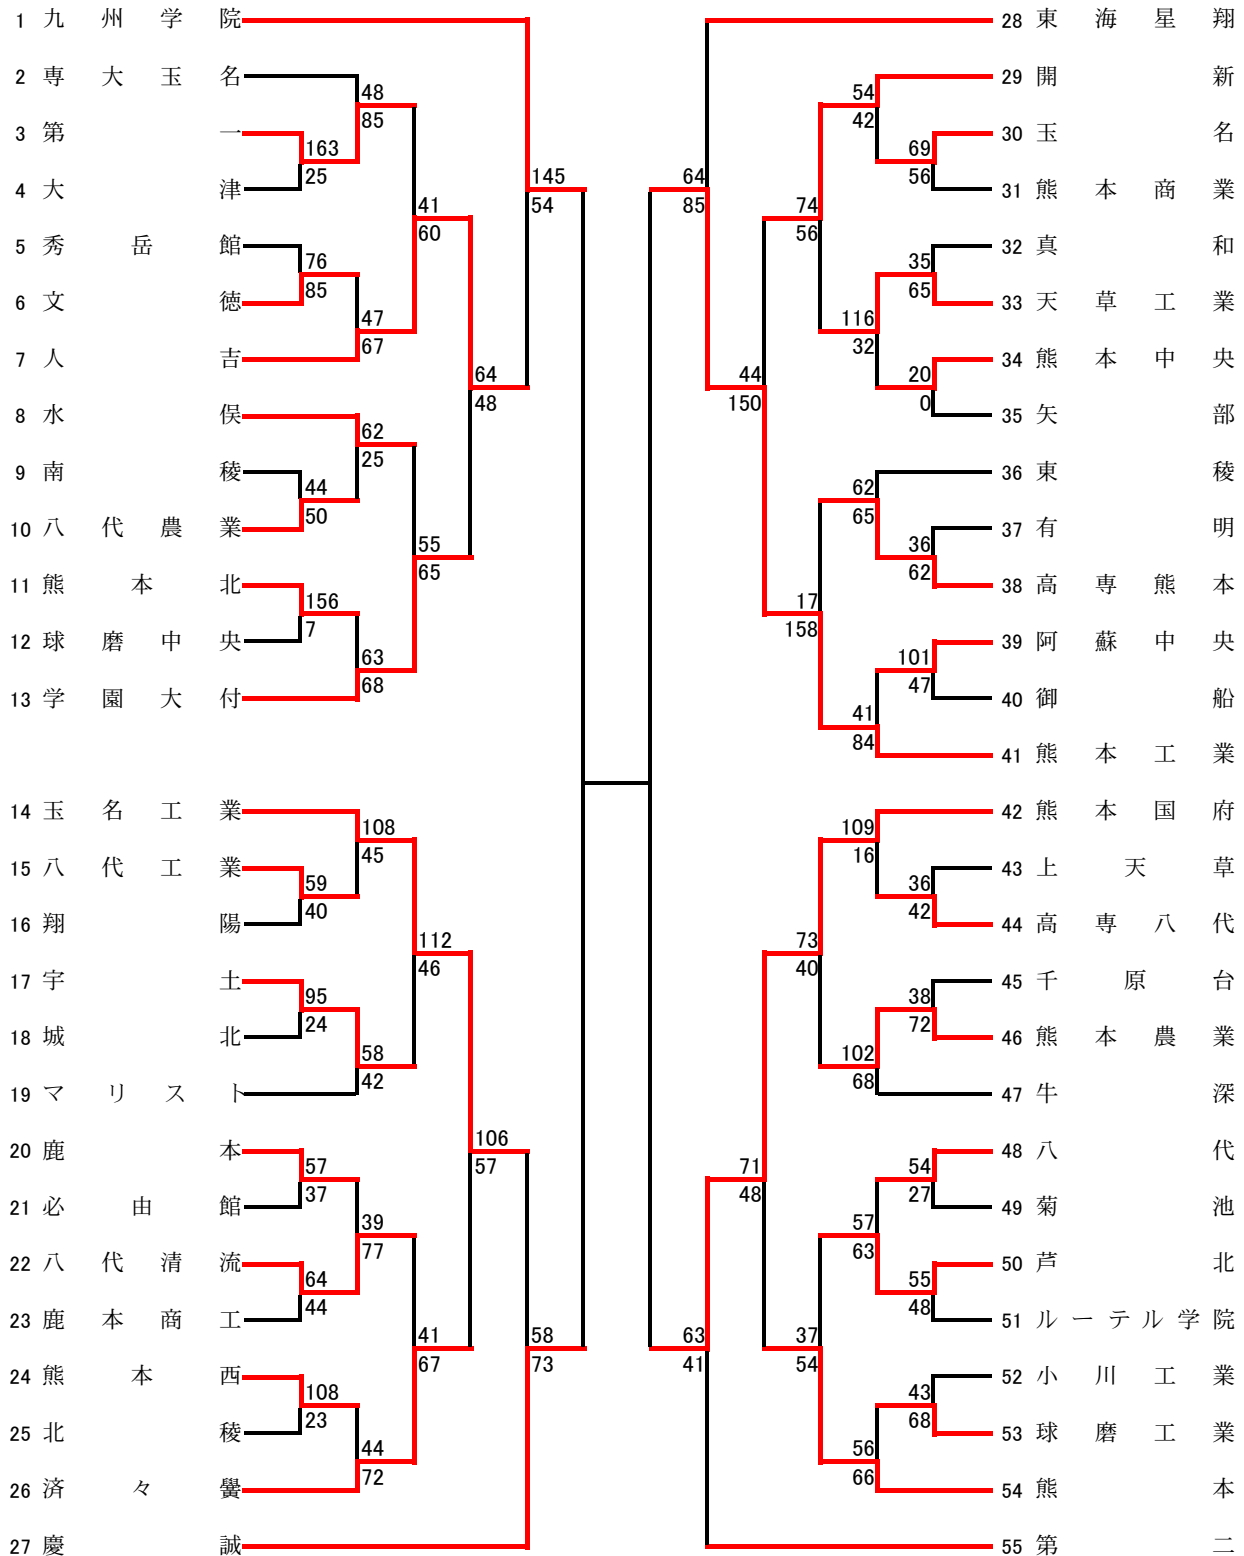 1 九州学院
2 専大玉名
3 第一
4 大津
5 秀岳館
6 文徳
7 人吉
8 水俣
9 南稜
10 八代農業
11 熊本北
12 球磨中央
13 学園大付
14 玉名工業
15 八代工業
16 翔陽
17 宇土
18 城北
19 マリスト
20 鹿本
21 必由館
22 八代清流
23 鹿本商工
24 熊本西
25 北稜
26 済々黌
27 慶誠
48
85
163
25
76
85
47
67
41
60
62
25
44
50
156
7
63
68
55
65
64
48
145
54
108
45
59
40
95
24
58
42
112
46
57
37
39
77
64
44
108
23
44
72
41
67
106
57
58
73
64
85
54
42
69
56
74
56
35
65
116
32
20
0
44
150
62
65
36
62
17
158
101
47
41
84
109
16
36
42
73
40
38
72
102
68
71
48
54
27
57
63
55
48
37
54
43
68
56
66
63
41
28 東海星翔
29 開新
30 玉名
31 熊本商業
32 真和
33 天草工業
34 熊本中央
35 矢部
36 東稜
37 有明
38 高専熊本
39 阿蘇中央
40 御船
41 熊本工業
42 熊本国府
43 上天草
44 高専八代
45 千原台
46 熊本農業
47 牛深
48 八代
49 菊池
50 芦北
51 ルーテル学院
52 小川工業
53 球磨工業
54 熊本
55 第二